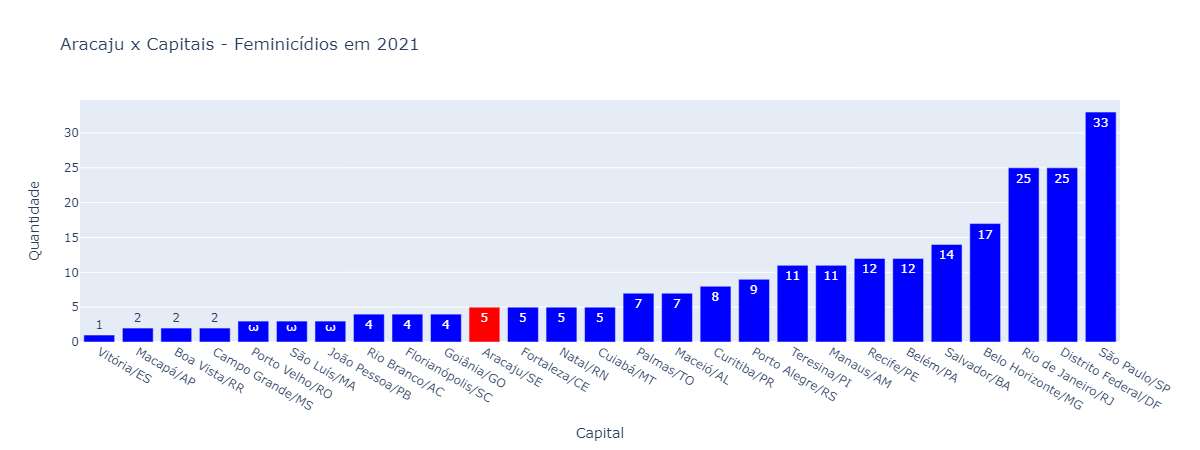 Aracaju x Capitais - Feminicídios em 2021
Quantidade
30
25
20
15
10
5
0
1
2
2
2
3
3
3
4
4
4
5
5
5
5
7
7
8
9
11
11
12
12
14
17
25
25
33
Vitória/ES
Macapá/AP
Boa Vista/RR
Campo Grande/MS
Porto Velho/RO
São Luís/MA
João Pessoa/PB
Rio Branco/AC
Florianópolis/SC
Goiânia/GO
Aracaju/SE
Fortaleza/CE
Natal/RN
Cuiabá/MT
Palmas/TO
Maceió/AL
Curitiba/PR
Porto Alegre/RS
Teresina/PI
Manaus/AM
Recife/PE
Belém/PA
Salvador/BA
Belo Horizonte/MG
Rio de Janeiro/RJ
Distrito Federal/DF
São Paulo/SP
Capital